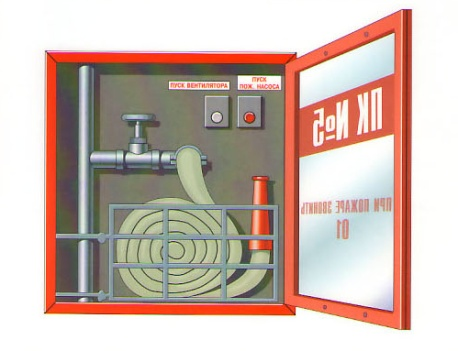 ПУСК ВЕНТИЛЯТОРА
ПУСК
ПОЖ. НАСОСА
ПК №5
ПРИ ПОЖАРЕ ЗВОНИТЬ
01